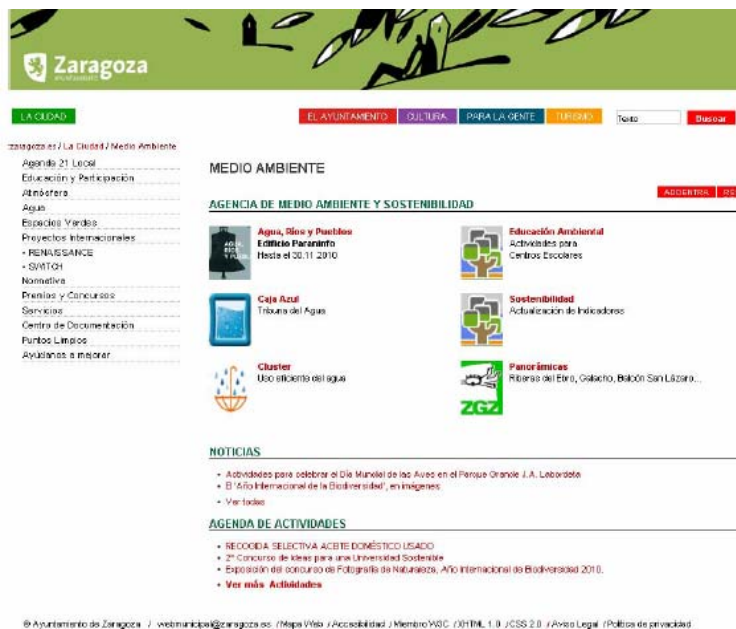 Zaragoza
AYUNTAMIENTO
LA CIUDAD
EL AYUNTAMIENTO CULTURA PARA LA GENTE TURISMO Texto Buscar
zaragoza.es / La Ciudad / Medio Ambiente
Agenda 21 Local
Educación y Participación
Atmósfera
Agua
Espacios Verdes
Proyectos Internacionales
- RENAISSANCE
- SWITCH
Normativa
Premios y Concursos
Servicios
Centro de Documentación
Puntos Limpios
Ayúdanos a mejorar
MEDIO AMBIENTE
AGENCIA DE MEDIO AMBIENTE Y SOSTENIBILIDAD
AGUA, RIOS Y PUEBL
Agua, Ríos y Pueblos
Edificio Paraninfo
Hasta el 30.11.2010
Educación Ambiental
Actividades para
Centros Escolares
Caja Azul
Tribuna del Agua
Sostenibilidad
Actualización de Indicadores
Cluster
Uso eficiente del agua
ZGZ
Panorámicas
Riberas del Ebro, Galacho, Balcón San Lázaro...
NOTICIAS
• Actividades para celebrar el Día Mundial de las Aves en el Parque Grande J.A. Labordeta
• El 'Año Internacional de la Biodiversidad', en imágenes
• Ver todas
AGENDA DE ACTIVIDADES
• RECOGIDA SELECTIVA ACEITE DOMÉSTICO USADO
• 2º Concurso de Ideas para una Universidad Sostenible
• Exposición del concurso de Fotografía de Naturaleza, Año Internacional de Biodiversidad 2010.
• Ver más Actividades
© Ayuntamiento de Zaragoza / webmunicipal@zaragoza.es / Mapa Web / Accesibilidad / Miembro W3C / XHTML 1.0 / CSS 2.0 / Aviso Legal / Política de privacidad